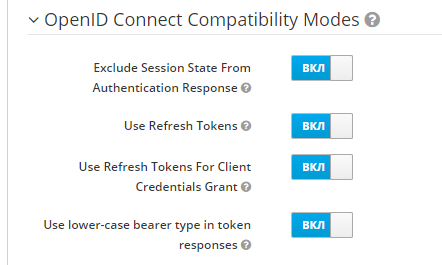 OpenID Connect Compatibility Modes
Exclude Session State From
Authentication Response
ВКЛ
Use Refresh Tokens
ВКЛ
Use Refresh Tokens For Client
Credentials Grant
ВКЛ
Use lower-case bearer type in token
responses
ВКЛ